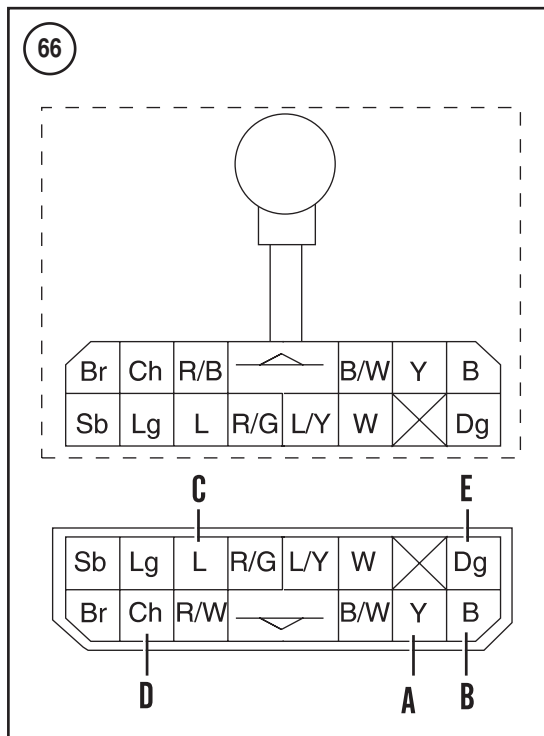 66
Br Ch R/B B/W Y B
Sb Lg L R/G L/Y W Dg
C E
Sb Lg L R/G L/Y W Dg
Br Ch R/W B/W Y B
D A B